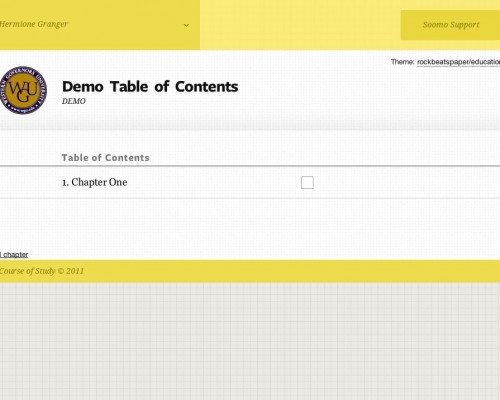 Hermione Granger
Soomo Support
Theme: rockbeatspaper/education
WGU
Demo Table of Contents
DEMO
Table of Contents
1. Chapter One
chapter
Course of Study © 2011